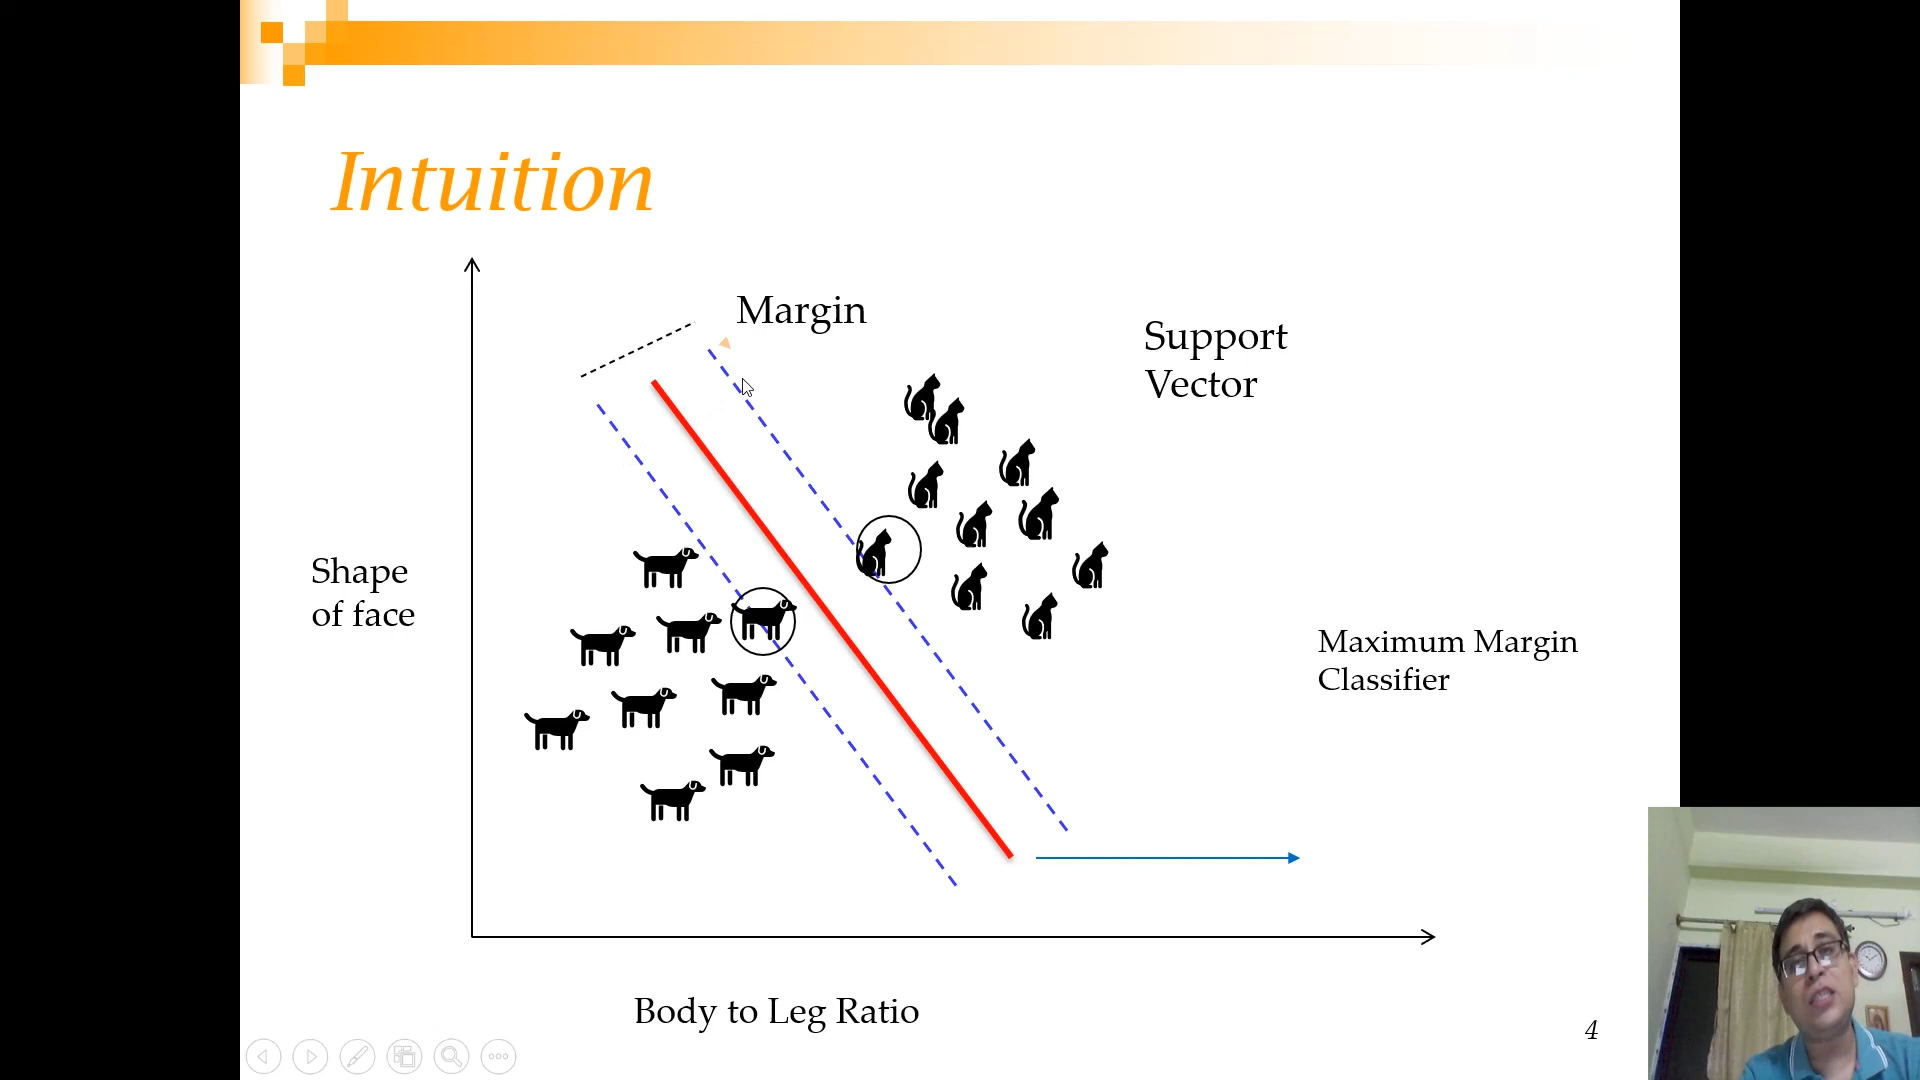 Intuition
Margin
Support
Vector
Shape
of face
Maximum Margin
Classifier
Body to Leg Ratio
4